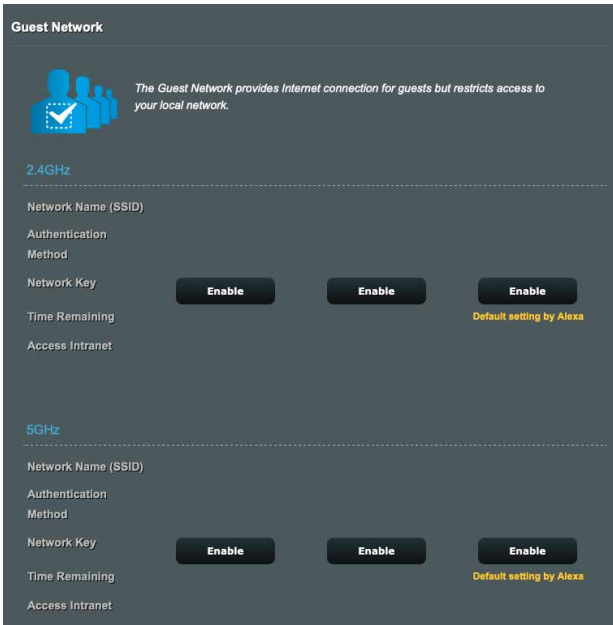 Guest Network
The Guest Network provides Internet connection for guests but restricts access to
your local network.
2.4GHz
Network Name (SSID)
Authentication
Method
Network Key
Enable
Enable
Enable
Time Remaining
Default setting by Alexa
Access Intranet
5GHz
Network Name (SSID)
Authentication
Method
Network Key
Enable
Enable
Enable
Time Remaining
Default setting by Alexa
Access Intranet